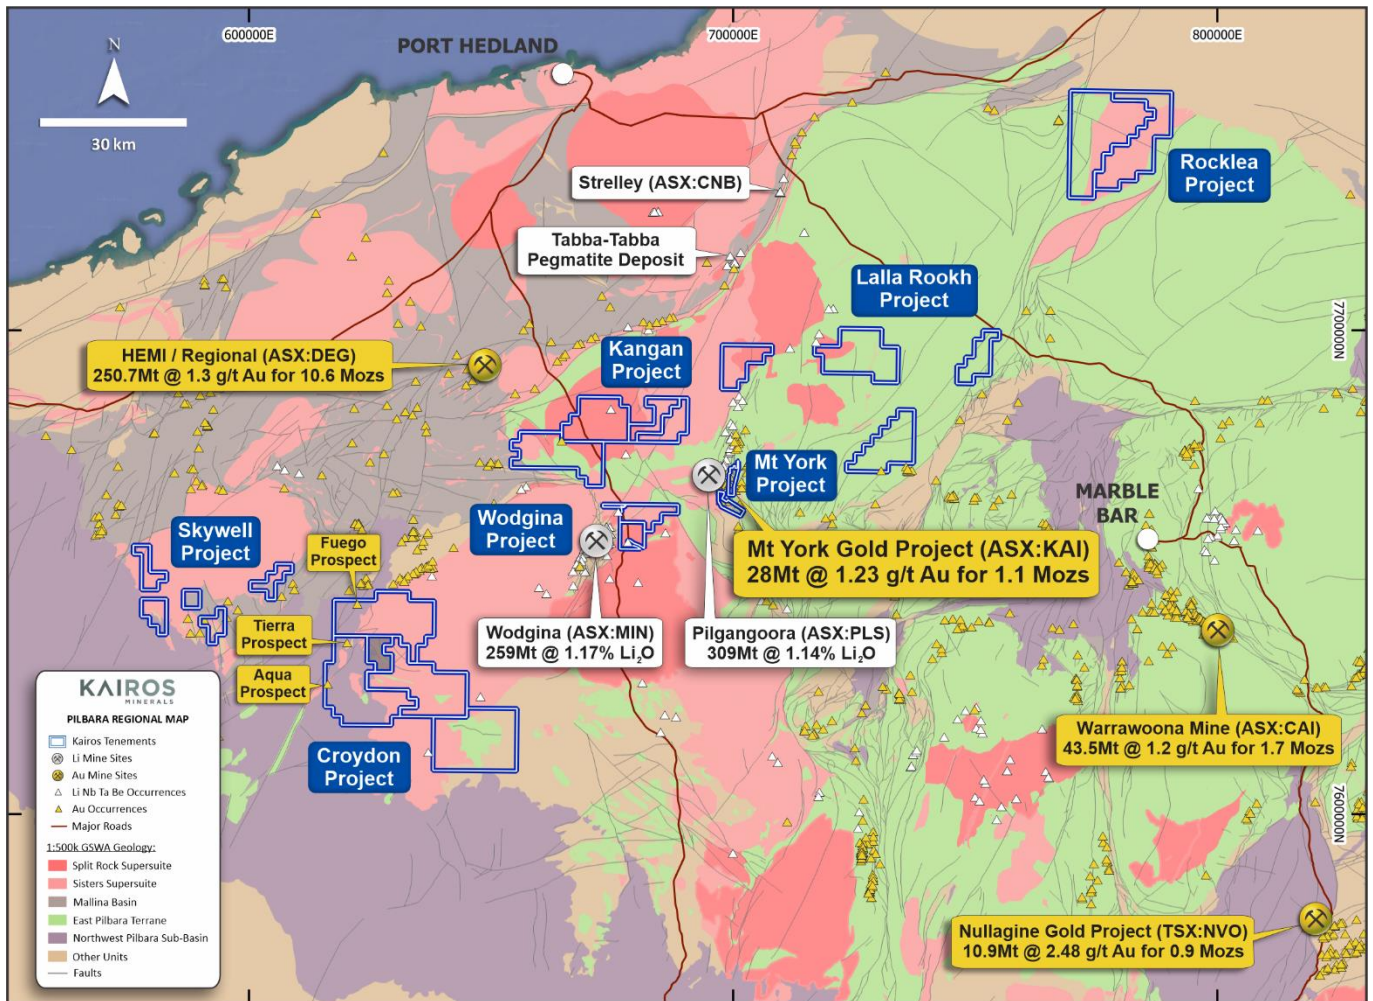 600000E
700000E
800000E
N
30 km
PORT HEDLAND
Rocklea
Project
Strelley (ASX:CNB)
Tabba-Tabba
Pegmatite Deposit
Lalla Rookh
Project
7700000N
HEMI / Regional (ASX:DEG)
250.7Mt @ 1.3 g/t Au for 10.6 Mozs
Kangan
Project
Mt York
Project
MARBLE
BAR
Skywell
Project
Fuego
Prospect
Wodgina
Project
Mt York Gold Project (ASX:KAI)
28Mt @ 1.23 g/t Au for 1.1 Mozs
Tierra
Prospect
Wodgina (ASX:MIN)
259Mt @ 1.17% Li₂O
Pilgangoora (ASX:PLS)
309Mt @ 1.14% Li₂O
Aqua
Prospect
Warrawoona Mine (ASX:CAI)
43.5Mt @ 1.2 g/t Au for 1.7 Mozs
Croydon
Project
7600000N
Nullagine Gold Project (TSX:NVO)
10.9Mt @ 2.48 g/t Au for 0.9 Mozs
KAIROS
MINERALS
PILBARA REGIONAL MAP
Kairos Tenements
Li Mine Sites
Au Mine Sites
Li Nb Ta Be Occurrences
Au Occurrences
Major Roads
1:500k GSWA Geology:
Split Rock Supersuite
Sisters Supersuite
Mallina Basin
East Pilbara Terrane
Northwest Pilbara Sub-Basin
Other Units
Faults